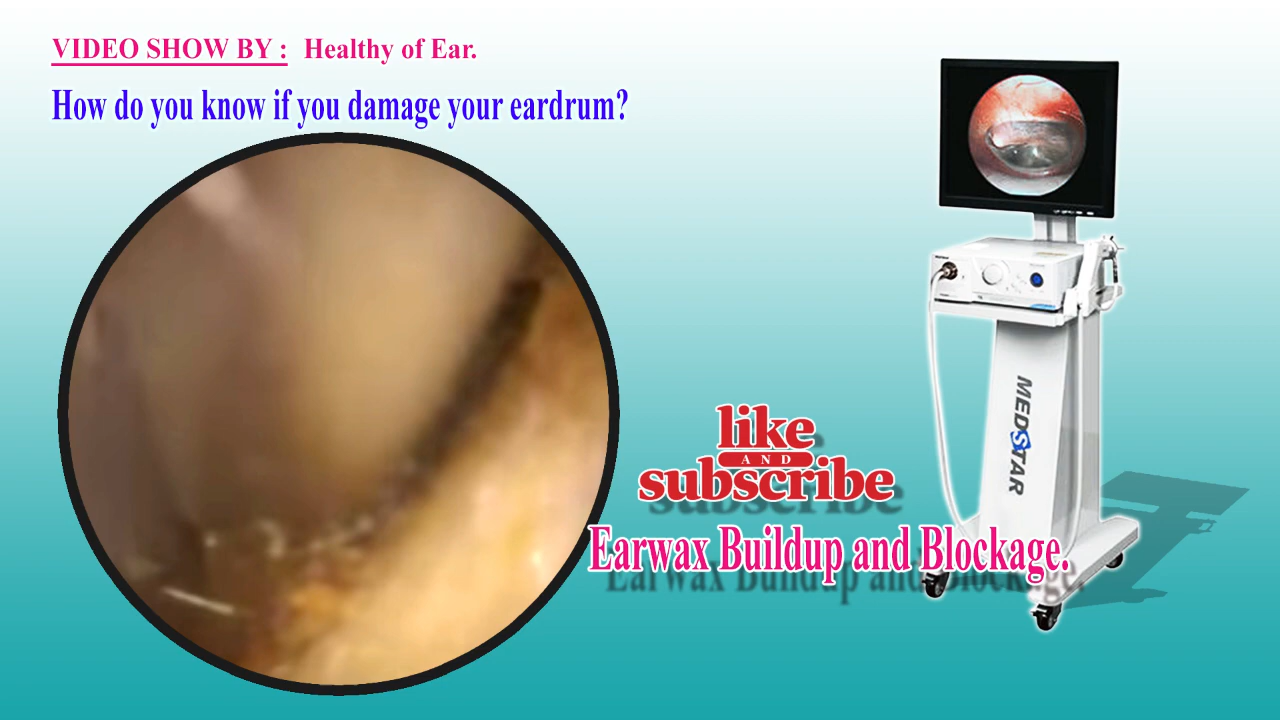 VIDEO SHOW BY : Healthy of Ear.
How do you know if you damage your eardrum?
like
AND
subscribe
Earwax Buildup and Blockage.
MEDSTAR